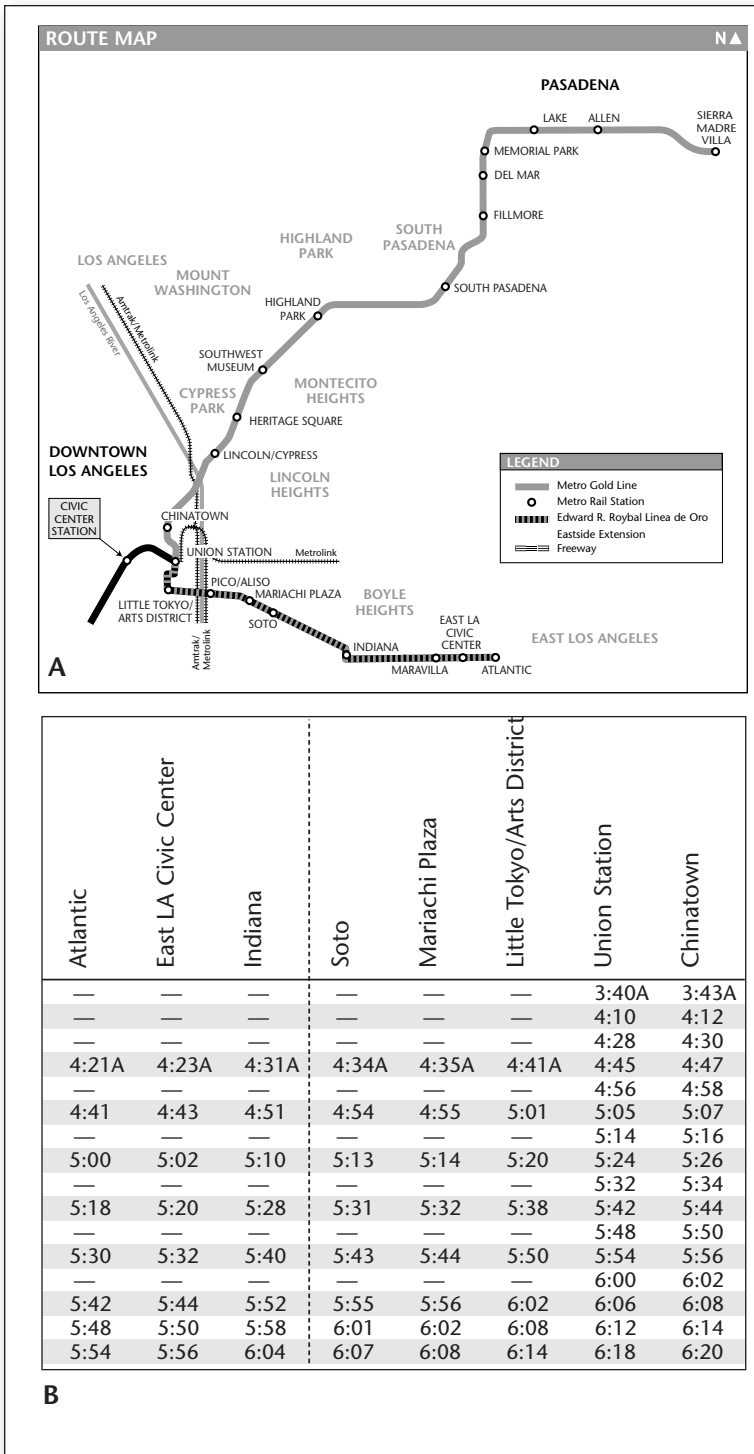 ROUTE MAP
N▲
PASADENA
LAKE
ALLEN
SIERRA
MADRE
VILLA
MEMORIAL PARK
DEL MAR
FILLMORE
SOUTH
PASADENA
HIGHLAND
PARK
SOUTH PASADENA
LOS ANGELES
MOUNT
WASHINGTON
Amtrak/Metrolink
Los Angeles River
HIGHLAND
PARK
SOUTHWEST
MUSEUM
MONTECITO
HEIGHTS
CYPRESS
PARK
HERITAGE SQUARE
DOWNTOWN
LOS ANGELES
LINCOLN/CYPRESS
LINCOLN
HEIGHTS
LEGEND
Metro Gold Line
Metro Rail Station
Edward R. Roybal Linea de Oro
Eastside Extension
Freeway
CIVIC
CENTER
STATION
CHINATOWN
UNION STATION
Metrolink
PICO/ALISO
MARIACHI PLAZA
LITTLE TOKYO/
ARTS DISTRICT
SOTO
BOYLE
HEIGHTS
Amtrak/
Metrolink
INDIANA
EAST LA
CIVIC
CENTER
EAST LOS ANGELES
MARAVILLA
ATLANTIC
A
Atlantic East LA Civic Center Indiana Soto Mariachi Plaza Little Tokyo/Arts District Union Station Chinatown
— — — — — — 3:40A 3:43A
— — — — — — 4:10 4:12
— — — — — — 4:28 4:30
4:21A 4:23A 4:31A 4:34A 4:35A 4:41A 4:45 4:47
— — — — — — 4:56 4:58
4:41 4:43 4:51 4:54 4:55 5:01 5:05 5:07
— — — — — — 5:14 5:16
5:00 5:02 5:10 5:13 5:14 5:20 5:24 5:26
— — — — — — 5:32 5:34
5:18 5:20 5:28 5:31 5:32 5:38 5:42 5:44
— — — — — — 5:48 5:50
5:30 5:32 5:40 5:43 5:44 5:50 5:54 5:56
— — — — — — 6:00 6:02
5:42 5:44 5:52 5:55 5:56 6:02 6:06 6:08
5:48 5:50 5:58 6:01 6:02 6:08 6:12 6:14
5:54 5:56 6:04 6:07 6:08 6:14 6:18 6:20
B